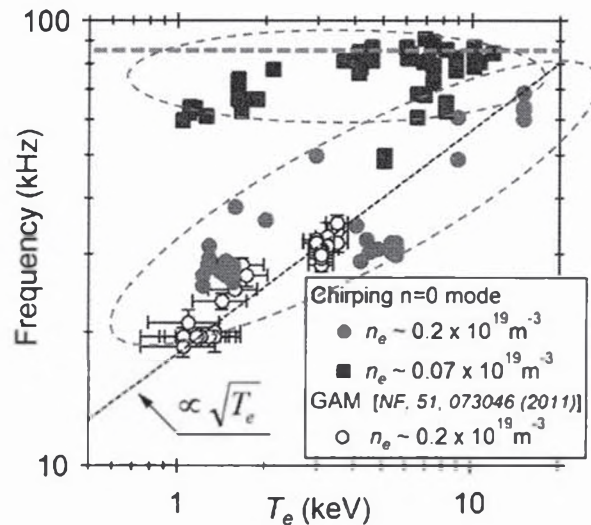 100
Frequency (kHz)
10
∝ √Te
Chirping n=0 mode
ne ~ 0.2 x 10^19 m^-3
ne ~ 0.07 x 10^19 m^-3
GAM [NF, 51, 073046 (2011)]
ne ~ 0.2 x 10^19 m^-3
1
10
Te (keV)